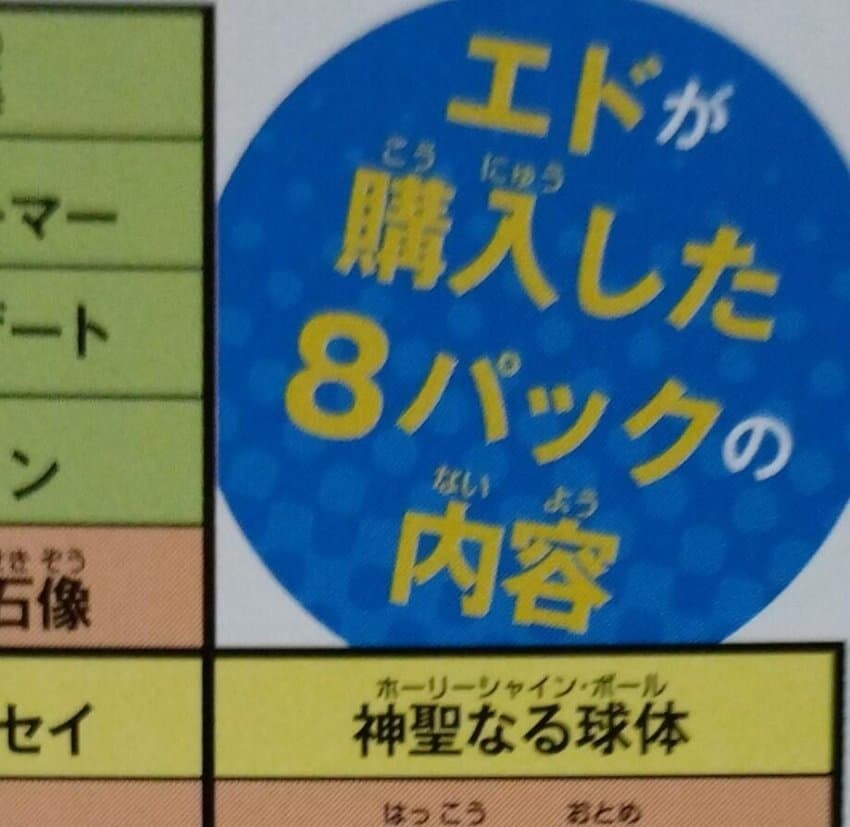 エドが
こうにゅう
購入した
8パックの
ないよう
内容
マー
ート
ン
せきぞう
石像
セイ
ホーリーシャイン・ボール
神聖なる球体
はっこう おとめ